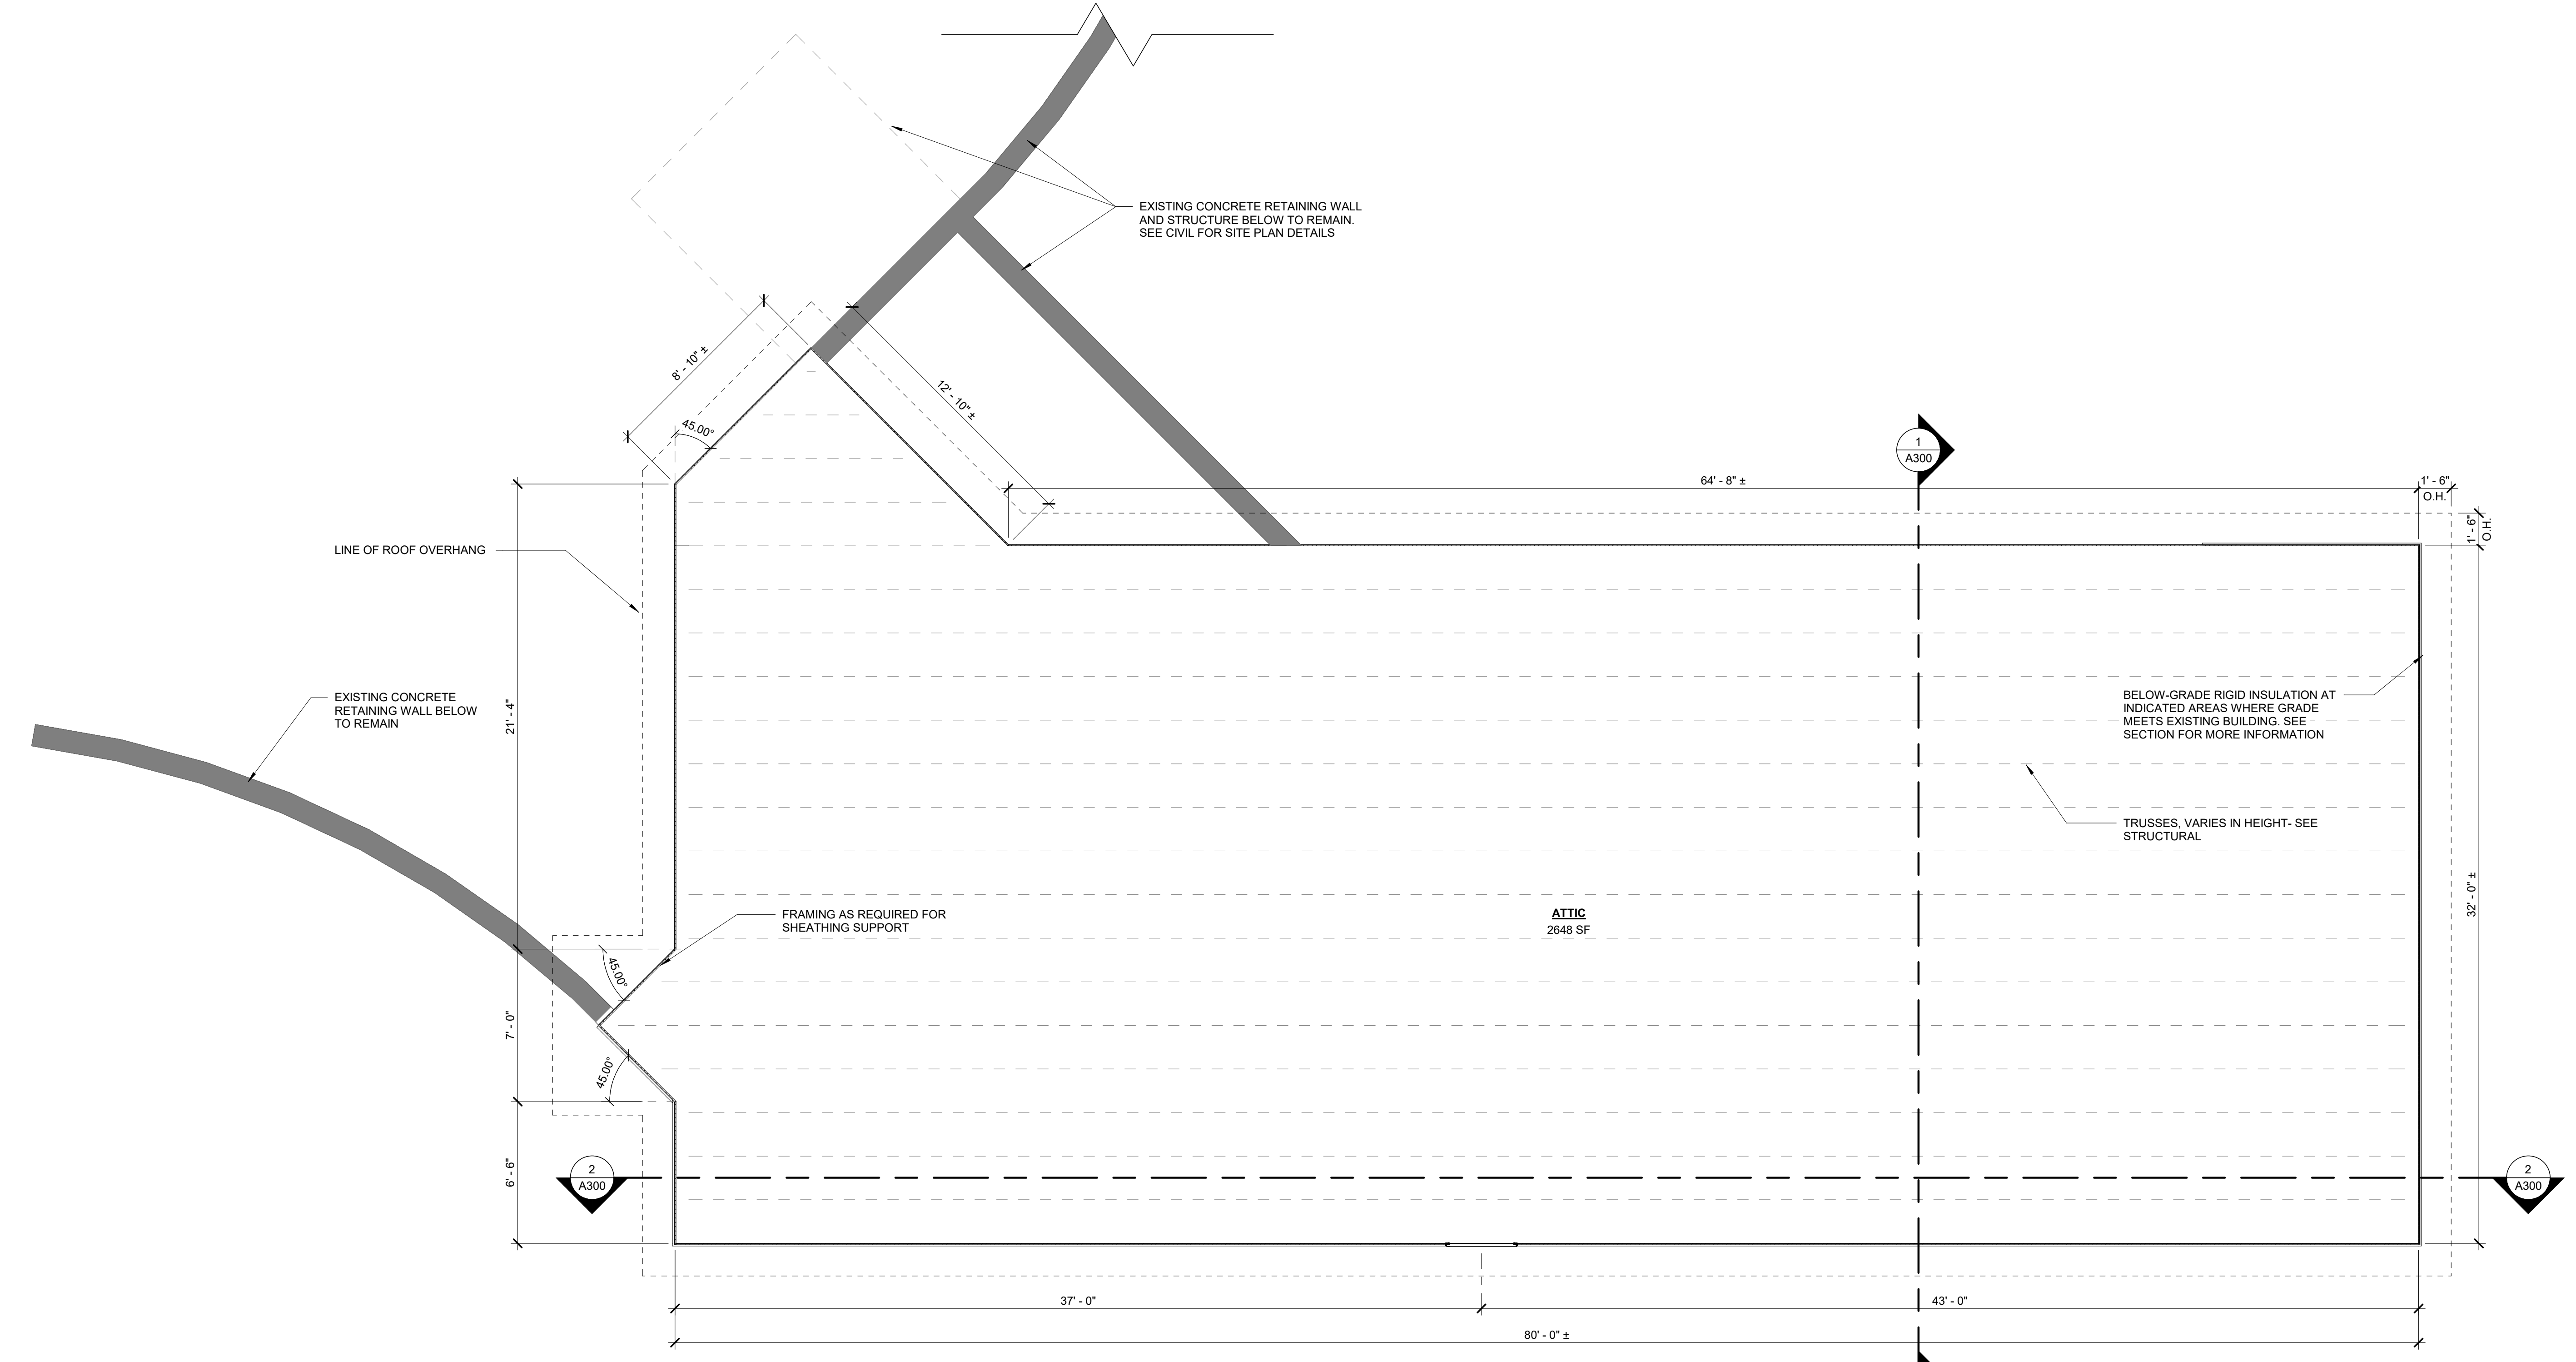 EXISTING CONCRETE RETAINING WALL
AND STRUCTURE BELOW TO REMAIN.
SEE CIVIL FOR SITE PLAN DETAILS
8' - 10" ±
12' - 10" ±
45.00°
1
A300
64' - 8" ±
1' - 6"
O.H.
1' - 6"
O.H.
LINE OF ROOF OVERHANG
EXISTING CONCRETE
RETAINING WALL BELOW
TO REMAIN
21' - 4"
BELOW-GRADE RIGID INSULATION AT
INDICATED AREAS WHERE GRADE
MEETS EXISTING BUILDING. SEE
SECTION FOR MORE INFORMATION
TRUSSES, VARIES IN HEIGHT- SEE
STRUCTURAL
32' - 0" ±
FRAMING AS REQUIRED FOR
SHEATHING SUPPORT
ATTIC
2648 SF
45.00°
7' - 0"
45.00°
6' - 6"
2
A300
2
A300
37' - 0"
43' - 0"
80' - 0" ±